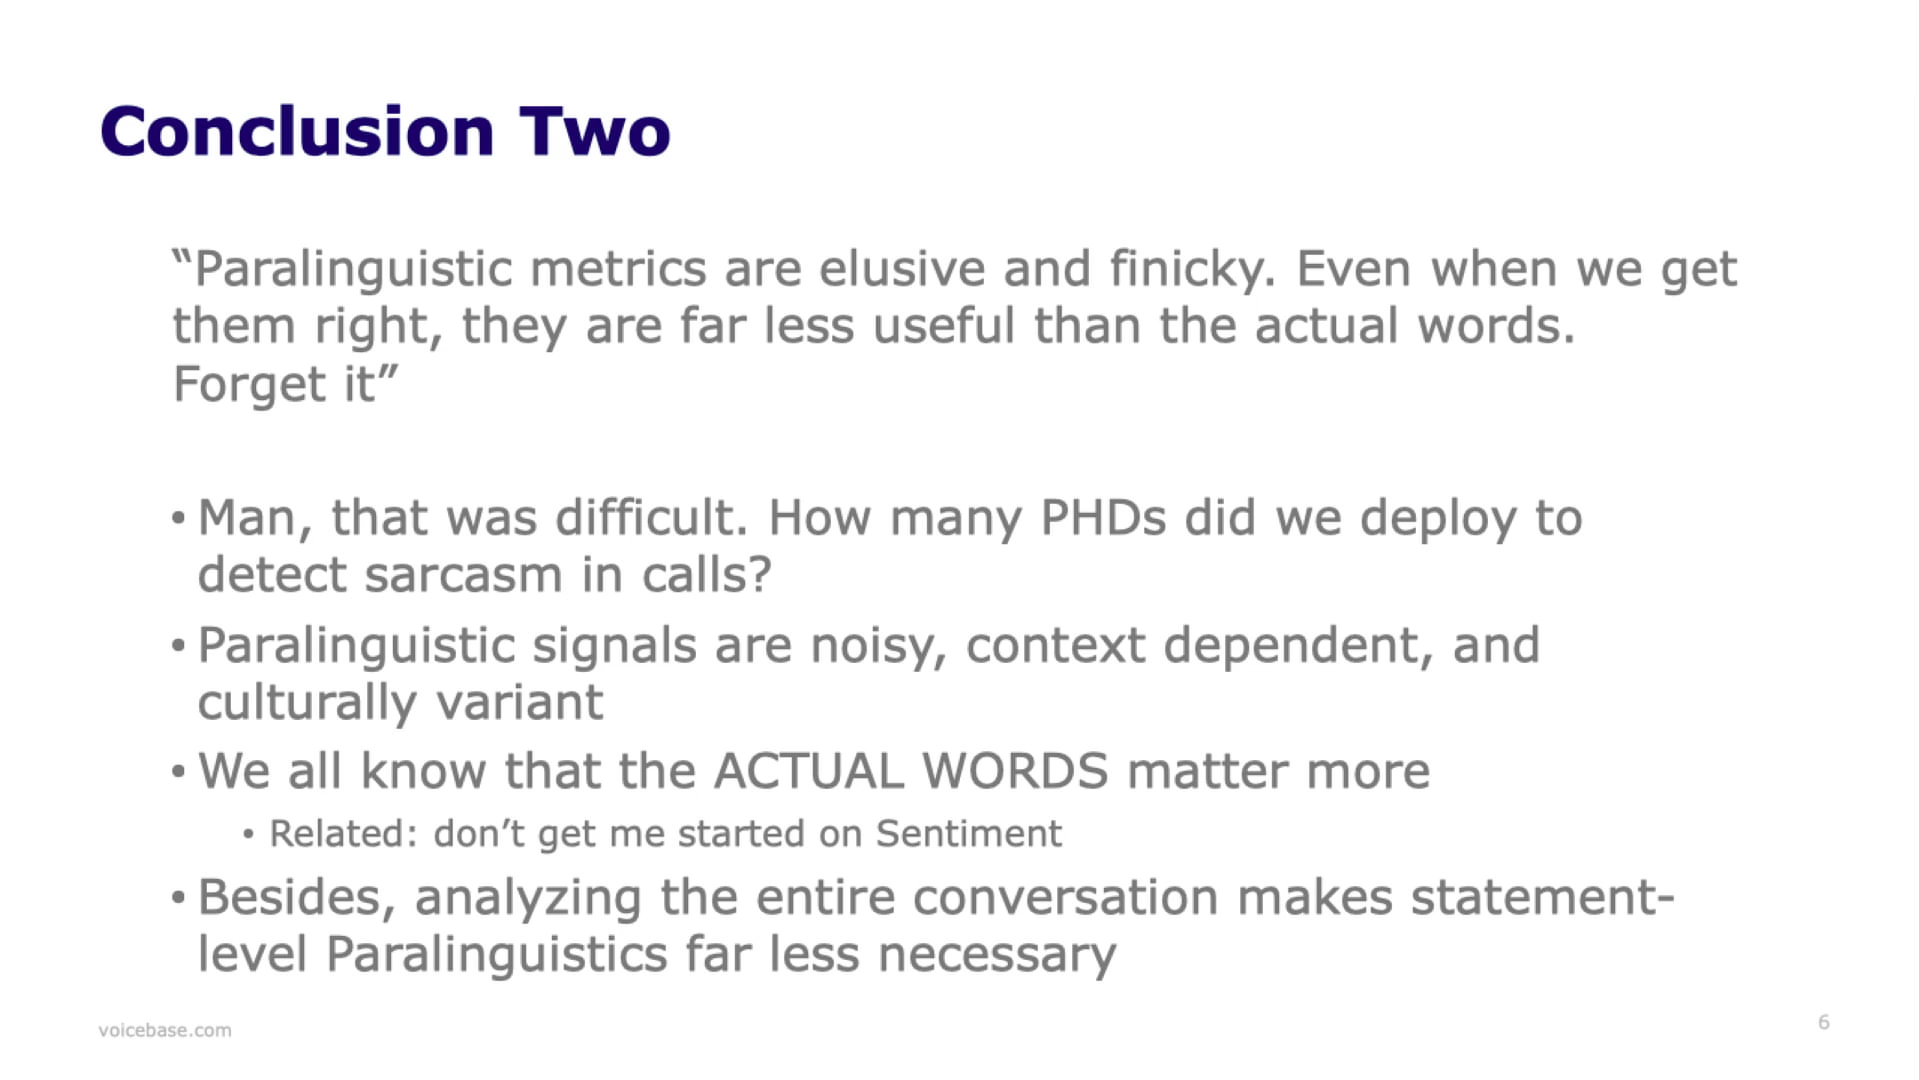 Conclusion Two
“Paralinguistic metrics are elusive and finicky. Even when we get
them right, they are far less useful than the actual words.
Forget it”
• Man, that was difficult. How many PHDs did we deploy to
detect sarcasm in calls?
• Paralinguistic signals are noisy, context dependent, and
culturally variant
• We all know that the ACTUAL WORDS matter more
• Related: don’t get me started on Sentiment
• Besides, analyzing the entire conversation makes statement-
level Paralinguistics far less necessary
voicebase.com
6